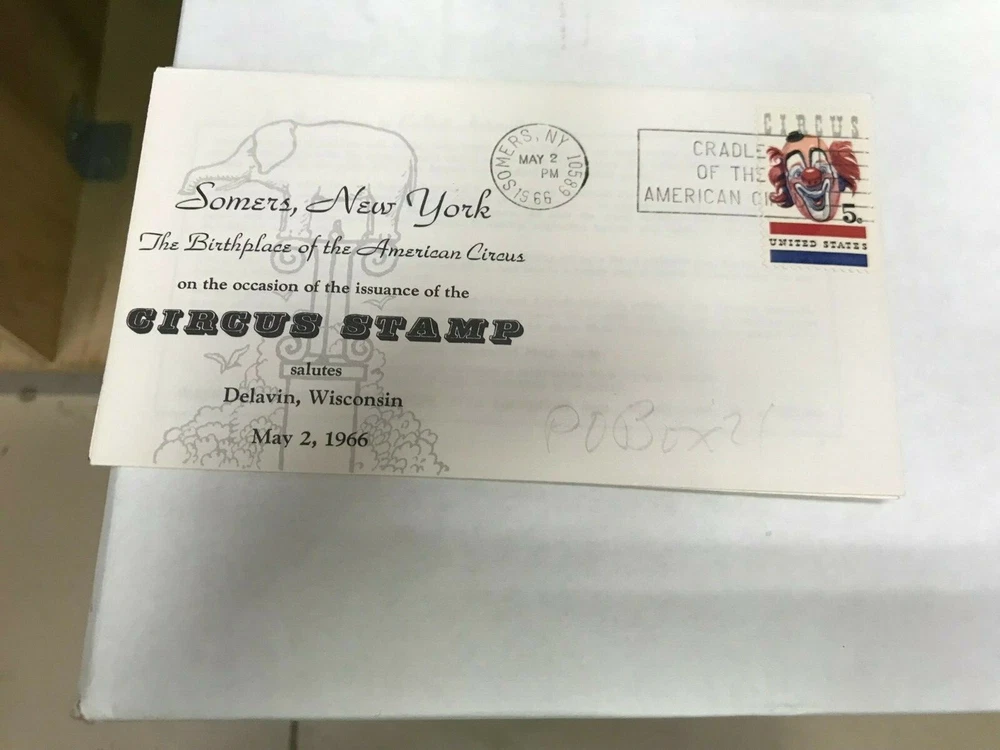 Somers, New York
The Birthplace of the American Circus
on the occasion of the issuance of the
CIRCUS STAMP
salutes
Delavin, Wisconsin
May 2, 1966
SOMERS, NY 10589
MAY 2
PM
1966
CRADLE
OF THE
AMERICAN CI
CIRCUS
5c
UNITED STATES
PO Box 21